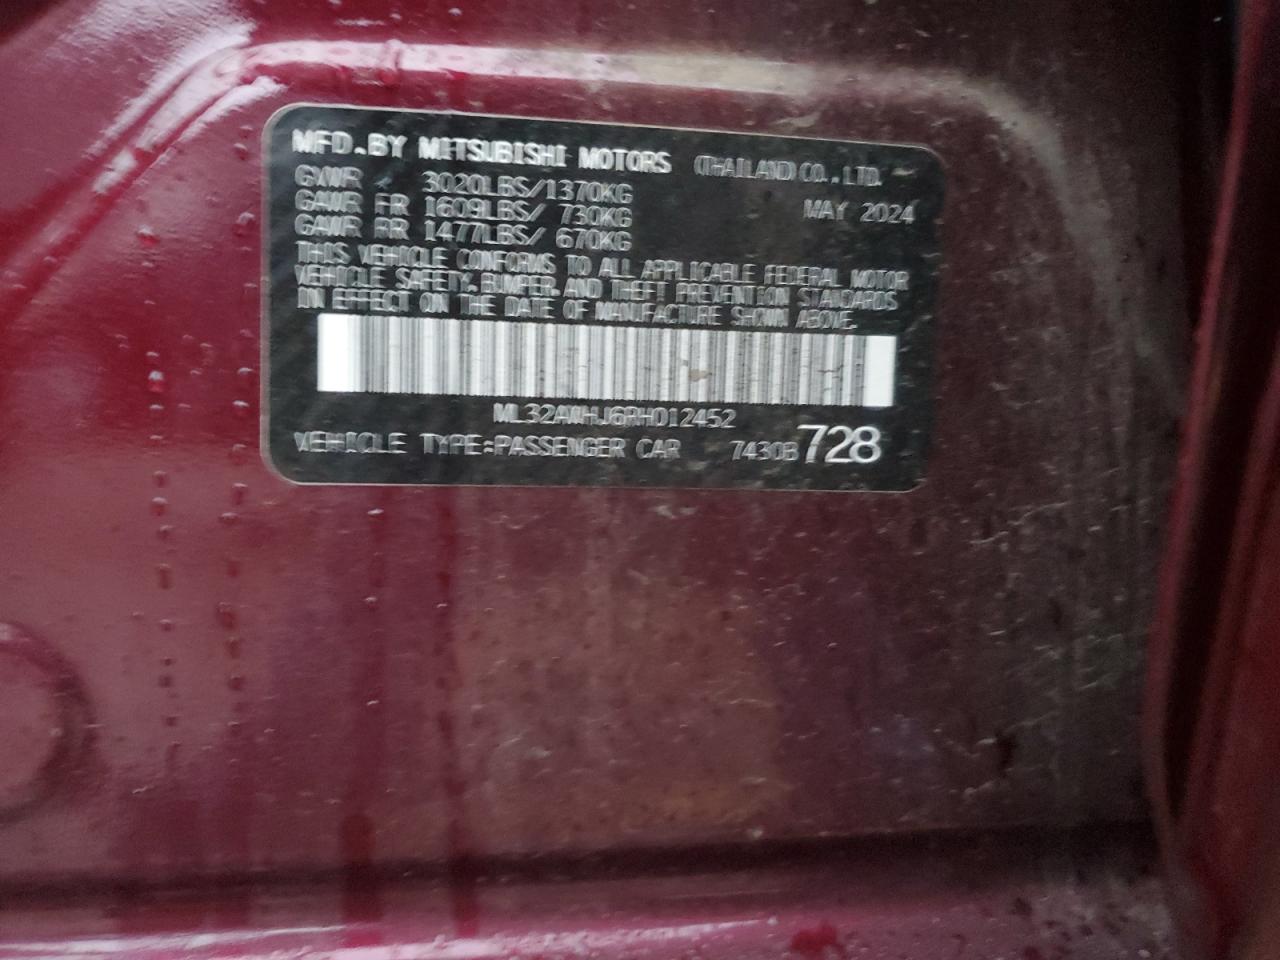 MFD.BY MITSUBISHI MOTORS (THAILAND) CO.,LTD.
GVWR 3020LBS/1370KG
GAWR FR 1609LBS/ 730KG MAY 2024
GAWR RR 1477LBS/ 670KG
THIS VEHICLE CONFORMS TO ALL APPLICABLE FEDERAL MOTOR
VEHICLE SAFETY, BUMPER, AND THEFT PREVENTION STANDARDS
IN EFFECT ON THE DATE OF MANUFACTURE SHOWN ABOVE.
ML32AWHJ6RH012452
VEHICLE TYPE:PASSENGER CAR 7430B 728